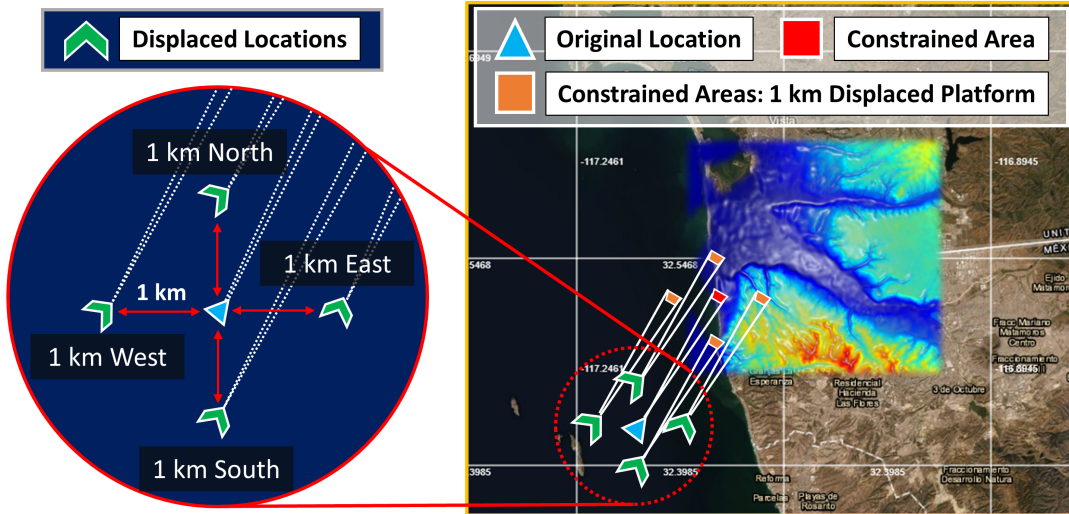 Displaced Locations
1 km North
1 km East
1 km
1 km West
1 km South
Original Location
Constrained Area
Constrained Areas: 1 km Displaced Platform
6949
Vista
-117.2461
-116.8945
UNIT
MÉXIC
32.5468
.5468
Ejido
Matamoros
Fracc Mariano
Matamoros
Centro
Fraccionamiento
-117.2461
-116.8945
Esperanza
Residencial
Hacienda
Las Flores
3 de Octubre
.3985
32.3985
32.3985
Reforma
Parcelas
Playas de
Rosarito
Fraccionamiento
Desarrollo Natura